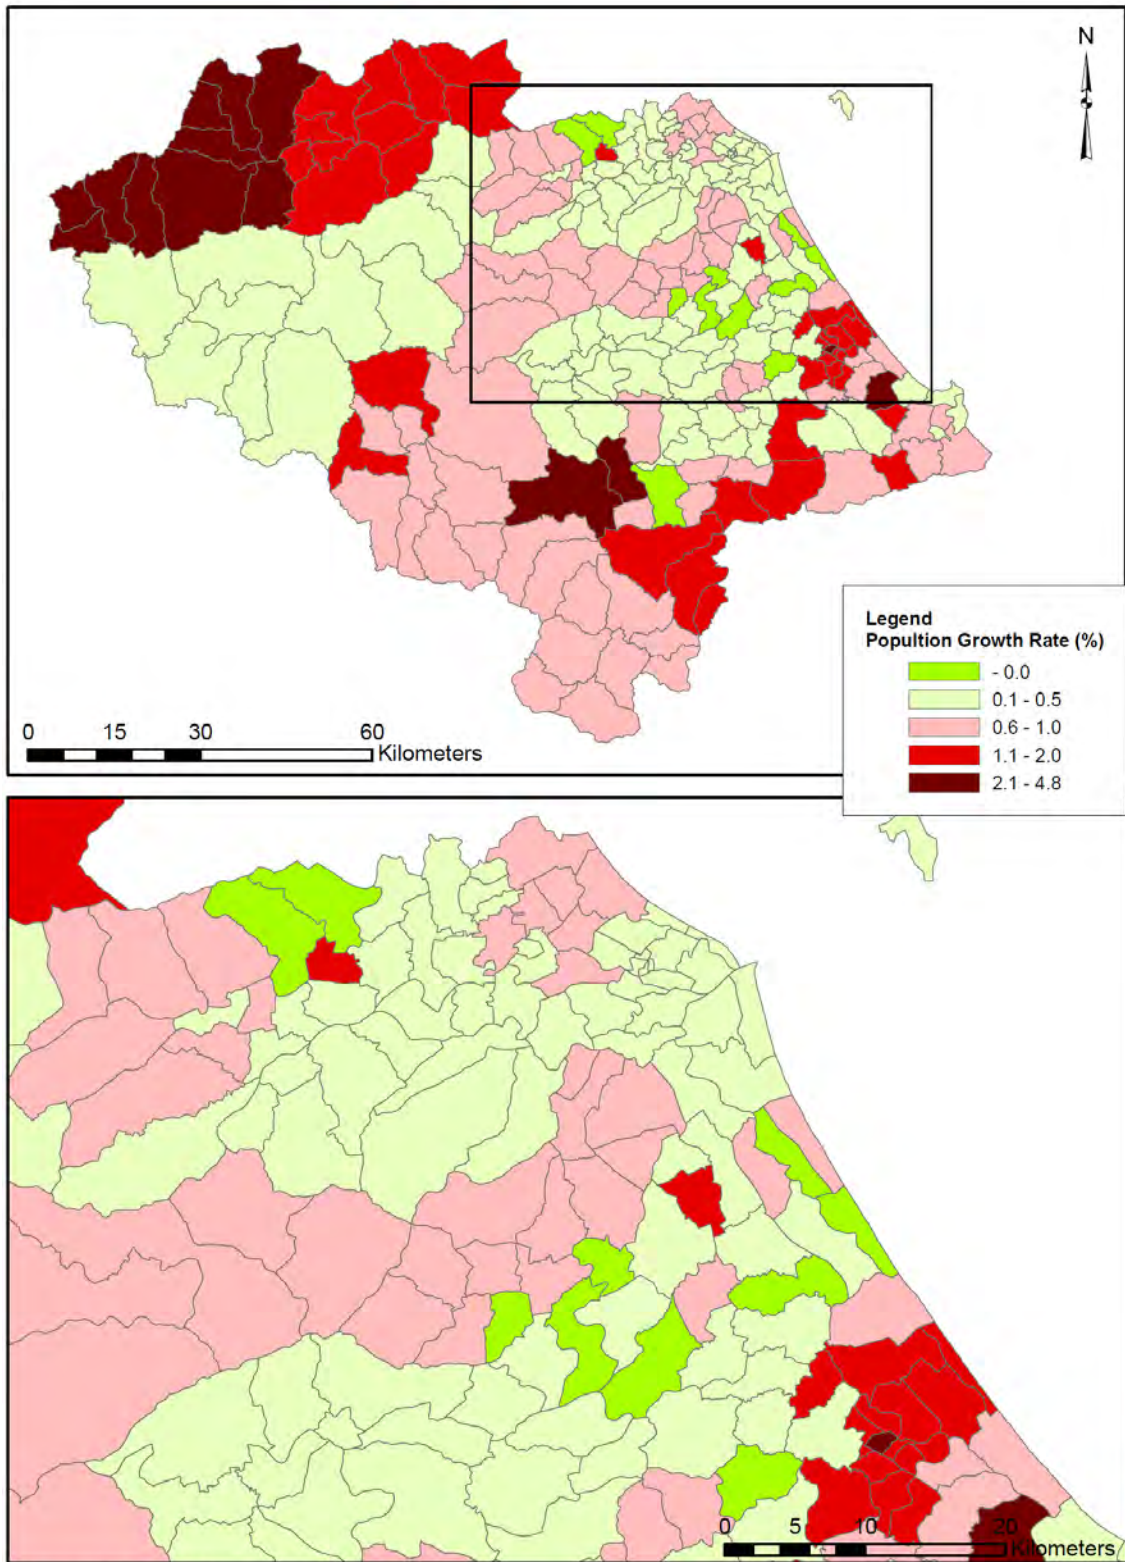 N
Legend
Popultion Growth Rate (%)
- 0.0
0.1 - 0.5
0.6 - 1.0
1.1 - 2.0
2.1 - 4.8
0 15 30 60
Kilometers
0 5 10 20
Kilometers